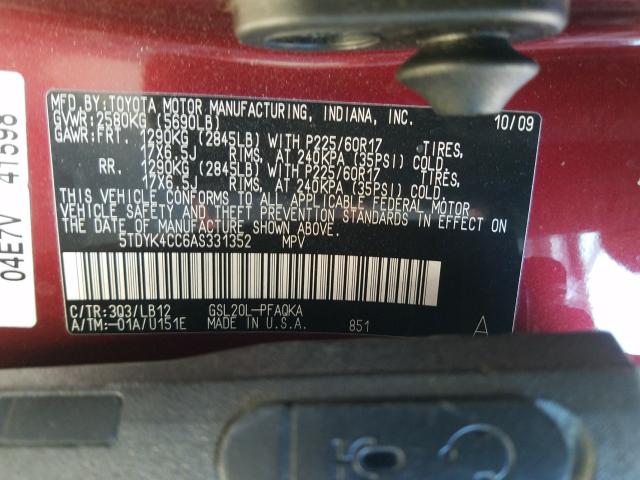 MFD.BY:TOYOTA MOTOR MANUFACTURING, INDIANA, INC. 10/09
GVWR:2580KG (5690LB)
GAWR:FRT. 1290KG (2845LB) WITH P225/60R17 TIRES,
17X6.5J RIMS, AT 240KPA (35PSI) COLD
RR. 1290KG (2845LB) WITH P225/60R17 TIRES,
17X6.5J RIMS, AT 240KPA (35PSI) COLD
THIS VEHICLE CONFORMS TO ALL APPLICABLE FEDERAL MOTOR
VEHICLE SAFETY AND THEFT PREVENTION STANDARDS IN EFFECT ON
THE DATE OF MANUFACTURE SHOWN ABOVE.
5TDYK4CC6AS331352 MPV
C/TR:3Q3/LB12 GSL20L-PFAQKA
A/TM:-01A/U151E MADE IN U.S.A. 851 A
04E7V 41598